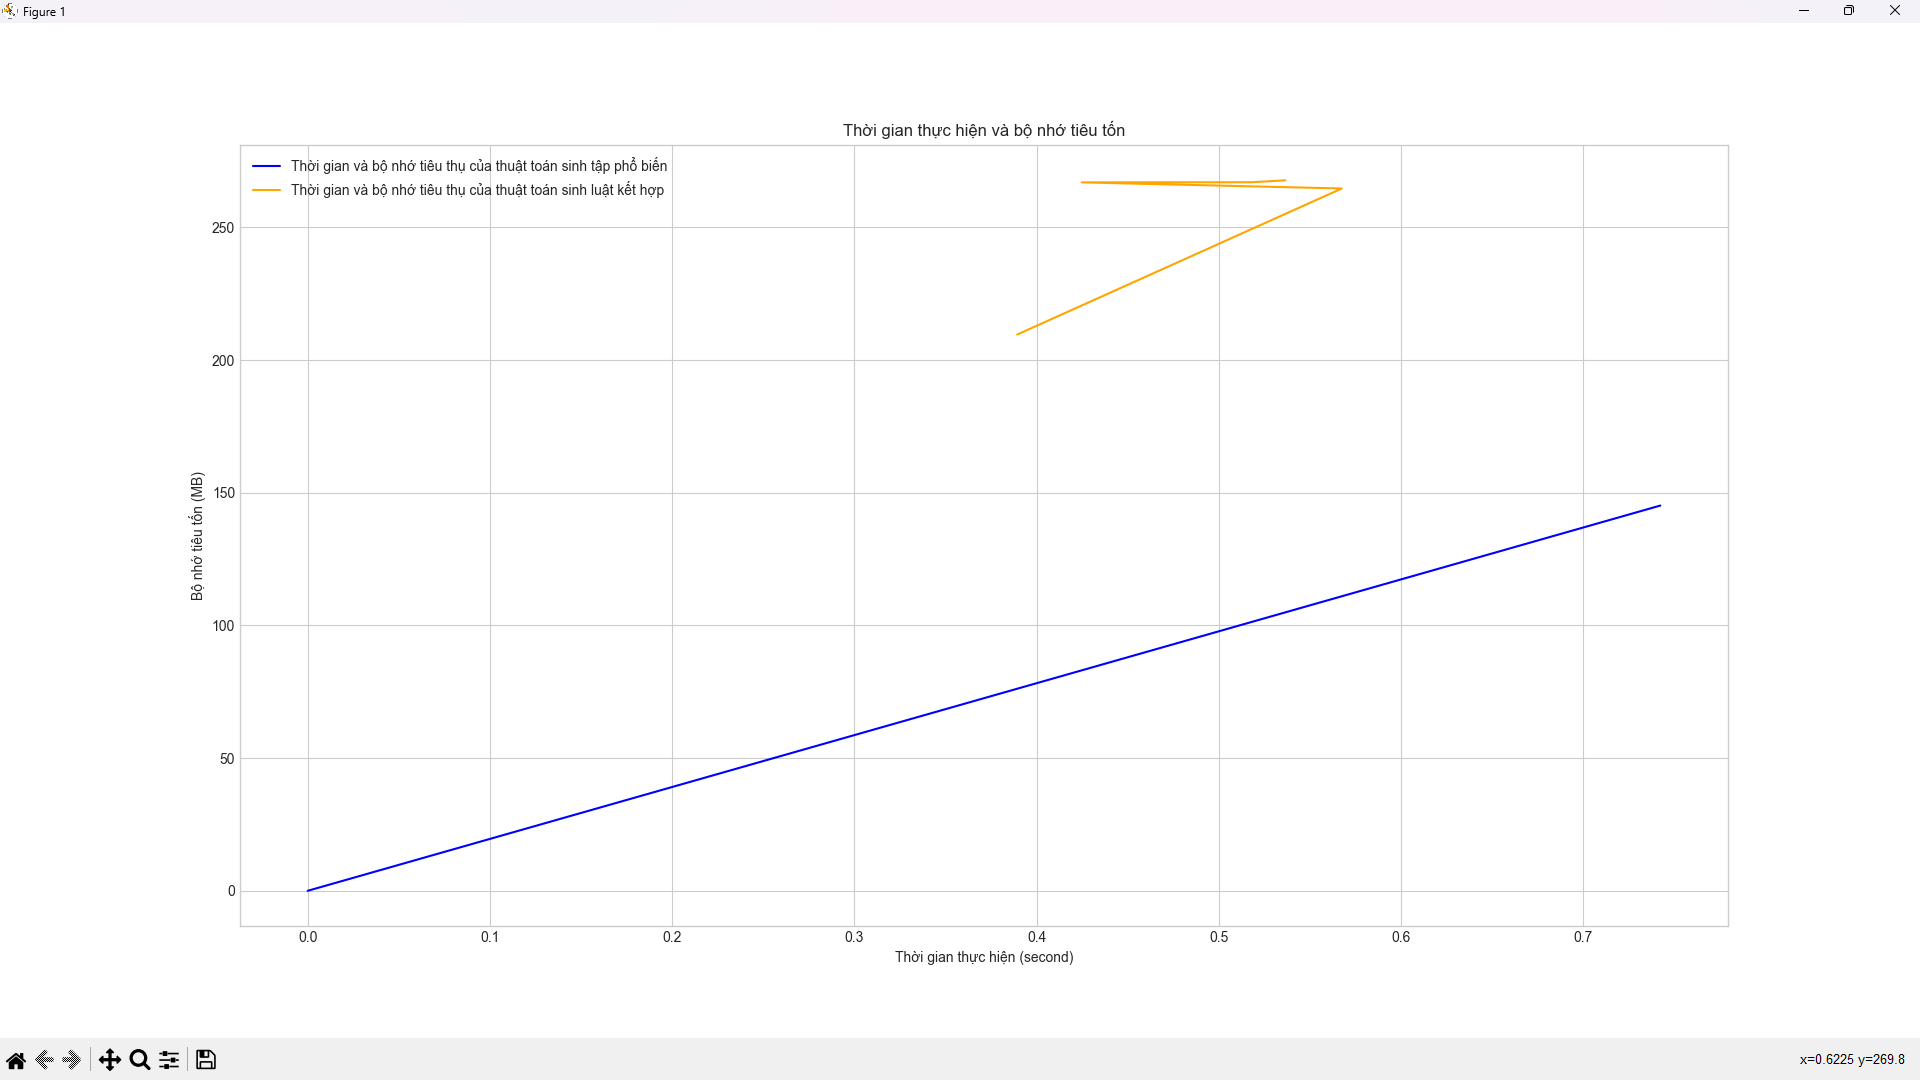 Figure 1
Thời gian thực hiện và bộ nhớ tiêu tốn
Thời gian và bộ nhớ tiêu thụ của thuật toán sinh tập phổ biến
Thời gian và bộ nhớ tiêu thụ của thuật toán sinh luật kết hợp
250
200
150
100
50
0
Bộ nhớ tiêu tốn (MB)
0.0 0.1 0.2 0.3 0.4 0.5 0.6 0.7
Thời gian thực hiện (second)
x=0.6225 y=269.8